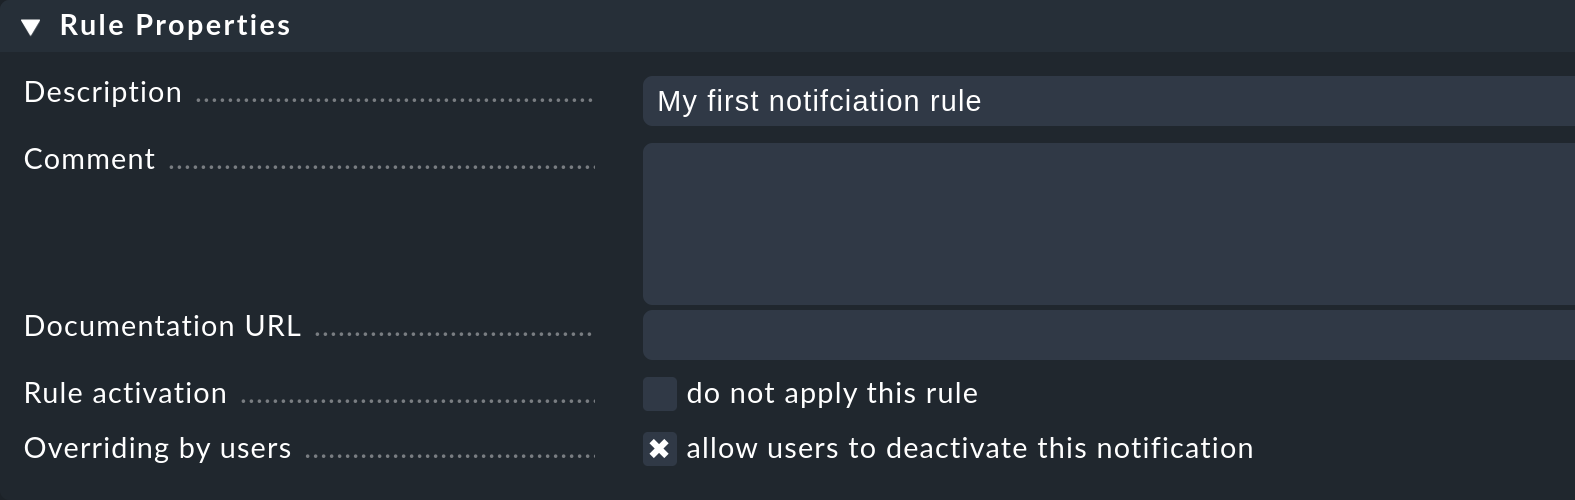 Rule Properties
Description My first notifciation rule
Comment
Documentation URL
Rule activation do not apply this rule
Overriding by users allow users to deactivate this notification